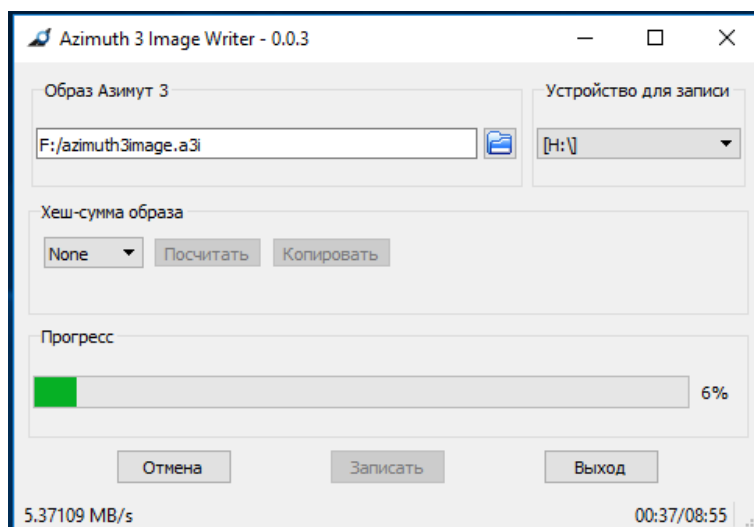 Azimuth 3 Image Writer - 0.0.3
Образ Азимут 3
Устройство для записи
F:/azimuth3image.a3i
[H:\]
Хеш-сумма образа
None
Посчитать
Копировать
Прогресс
6%
Отмена
Записать
Выход
5.37109 MB/s
00:37/08:55